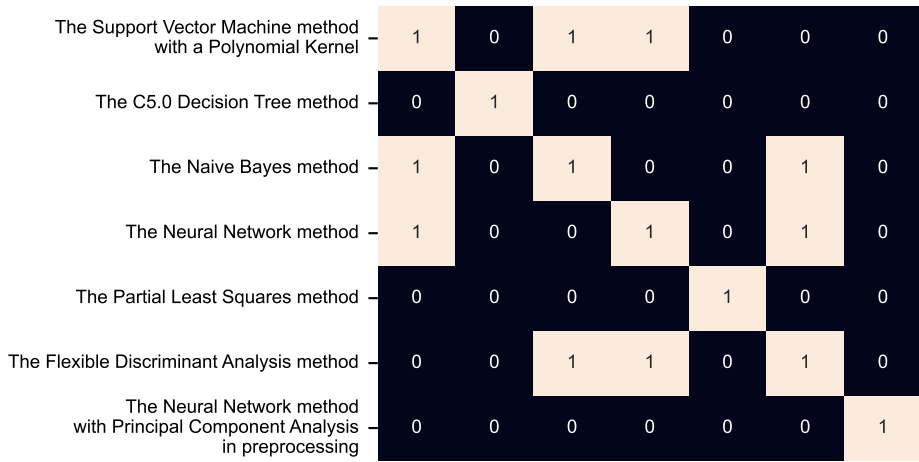 The Support Vector Machine method
with a Polynomial Kernel
1 0 1 1 0 0 0
The C5.0 Decision Tree method
0 1 0 0 0 0 0
The Naive Bayes method
1 0 1 0 0 1 0
The Neural Network method
1 0 0 1 0 1 0
The Partial Least Squares method
0 0 0 0 1 0 0
The Flexible Discriminant Analysis method
0 0 1 1 0 1 0
The Neural Network method
with Principal Component Analysis
in preprocessing
0 0 0 0 0 0 1